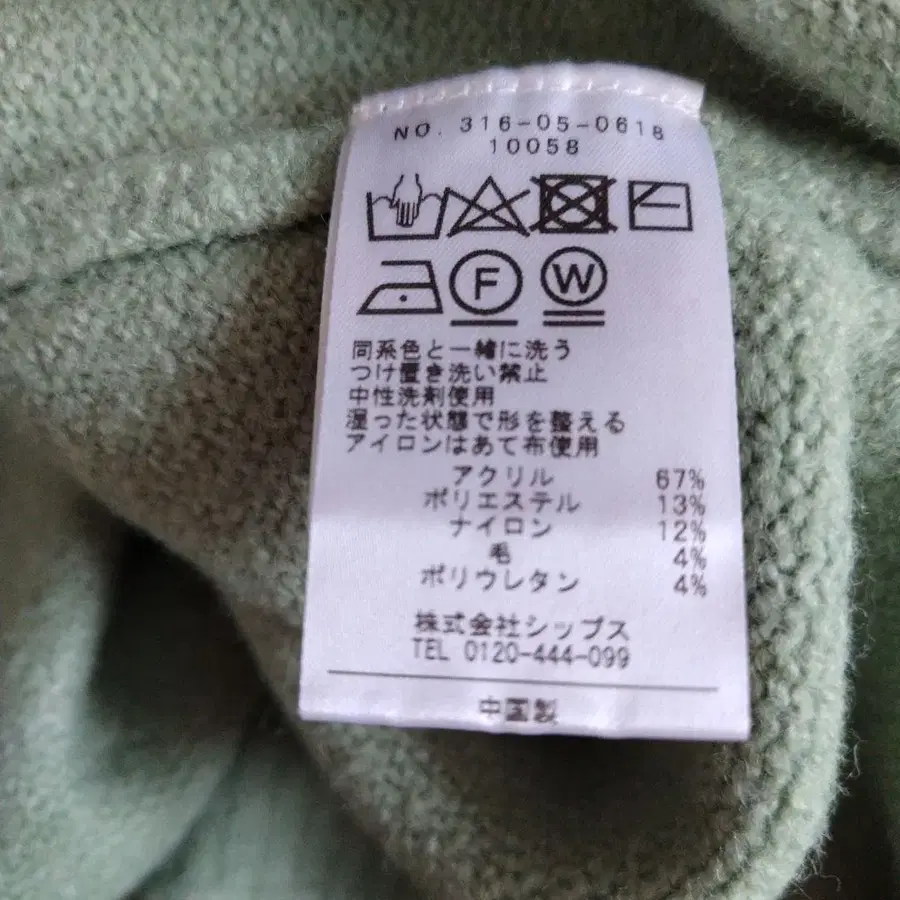 NO. 316-05-0618
10058
F W
同系色と一緒に洗う
つけ置き洗い禁止
中性洗剤使用
湿った状態で形を整える
アイロンはあて布使用
アクリル 67%
ポリエステル 13%
ナイロン 12%
毛 4%
ポリウレタン 4%
株式会社シップス
TEL 0120-444-099
中国製